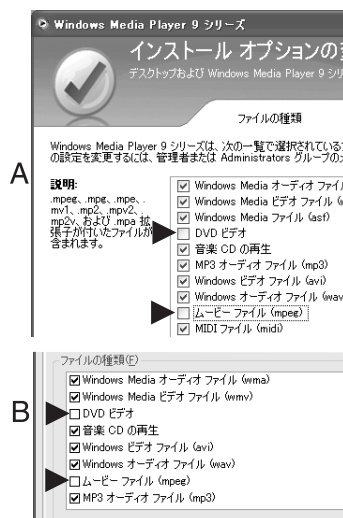 Windows Media Player 9 シリーズ
インストール オプションの
デスクトップおよび Windows Media Player 9 シリ
ファイルの種類
Windows Media Player 9 シリーズは、次の一覧で選択されている
の設定を変更するには、管理者または Administrators グループの
A
説明:
.mpeg、.mpg、.mpe、.
mv1、.mp2、.mpv2、.
mp2v、および .mpa 拡
張子が付いたファイルが
含まれます。
Windows Media オーディオ ファイル
Windows Media ビデオ ファイル (w
Windows Media ファイル (asf)
DVD ビデオ
音楽 CD の再生
MP3 オーディオ ファイル (mp3)
Windows ビデオ ファイル (avi)
Windows オーディオ ファイル (wav
ムービー ファイル (mpeg)
MIDI ファイル (midi)
B
ファイルの種類(F)
Windows Media オーディオ ファイル (wma)
Windows Media ビデオ ファイル (wmv)
DVD ビデオ
音楽 CD の再生
Windows ビデオ ファイル (avi)
Windows オーディオ ファイル (wav)
ムービー ファイル (mpeg)
MP3 オーディオ ファイル (mp3)